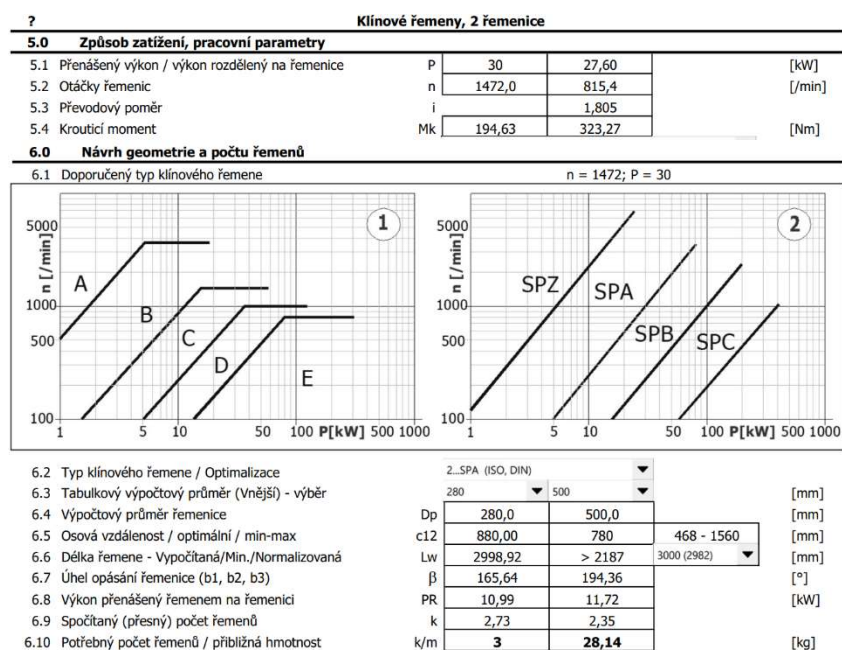 ? Klínové řemeny, 2 řemenice
5.0 Způsob zatížení, pracovní parametry
5.1 Přenášený výkon / výkon rozdělený na řemenice P 30 27,60 [kW]
5.2 Otáčky řemenic n 1472,0 815,4 [/min]
5.3 Převodový poměr i 1,805
5.4 Krouticí moment Mk 194,63 323,27 [Nm]
6.0 Návrh geometrie a počtu řemenů
6.1 Doporučený typ klínového řemene n = 1472; P = 30
5000
1000
500
100
n [/min]
1
A
B
C
D
E
1 5 10 50 100 P[kW] 500 1000
5000
1000
500
100
n [/min]
2
SPZ
SPA
SPB
SPC
1 5 10 50 100 P[kW] 500 1000
6.2 Typ klínového řemene / Optimalizace 2...SPA (ISO, DIN)
6.3 Tabulkový výpočtový průměr (Vnější) - výběr 280 500 [mm]
6.4 Výpočtový průměr řemenice Dp 280,0 500,0 [mm]
6.5 Osová vzdálenost / optimální / min-max c12 880,00 780 468 - 1560 [mm]
6.6 Délka řemene - Vypočítaná/Min./Normalizovaná Lw 2998,92 > 2187 3000 (2982) [mm]
6.7 Úhel opásání řemenice (b1, b2, b3) β 165,64 194,36 [°]
6.8 Výkon přenášený řemenem na řemenici PR 10,99 11,72 [kW]
6.9 Spočítaný (přesný) počet řemenů k 2,73 2,35
6.10 Potřebný počet řemenů / přibližná hmotnost k/m 3 28,14 [kg]